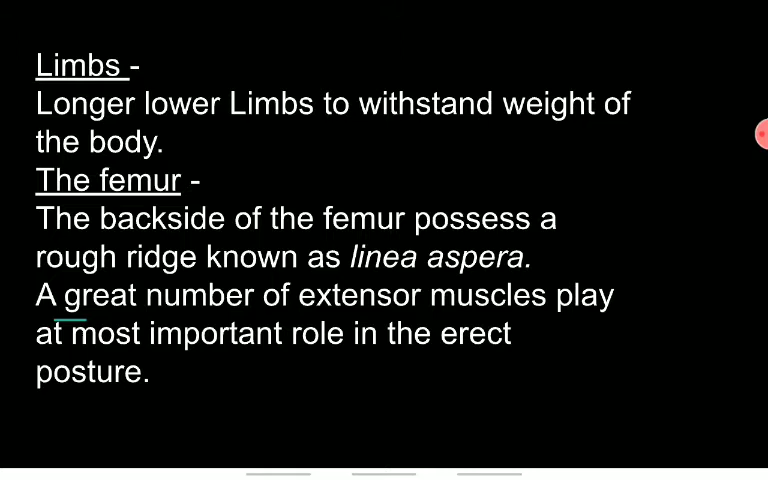 Limbs -
Longer lower Limbs to withstand weight of
the body.
The femur -
The backside of the femur possess a
rough ridge known as linea aspera.
A great number of extensor muscles play
at most important role in the erect
posture.